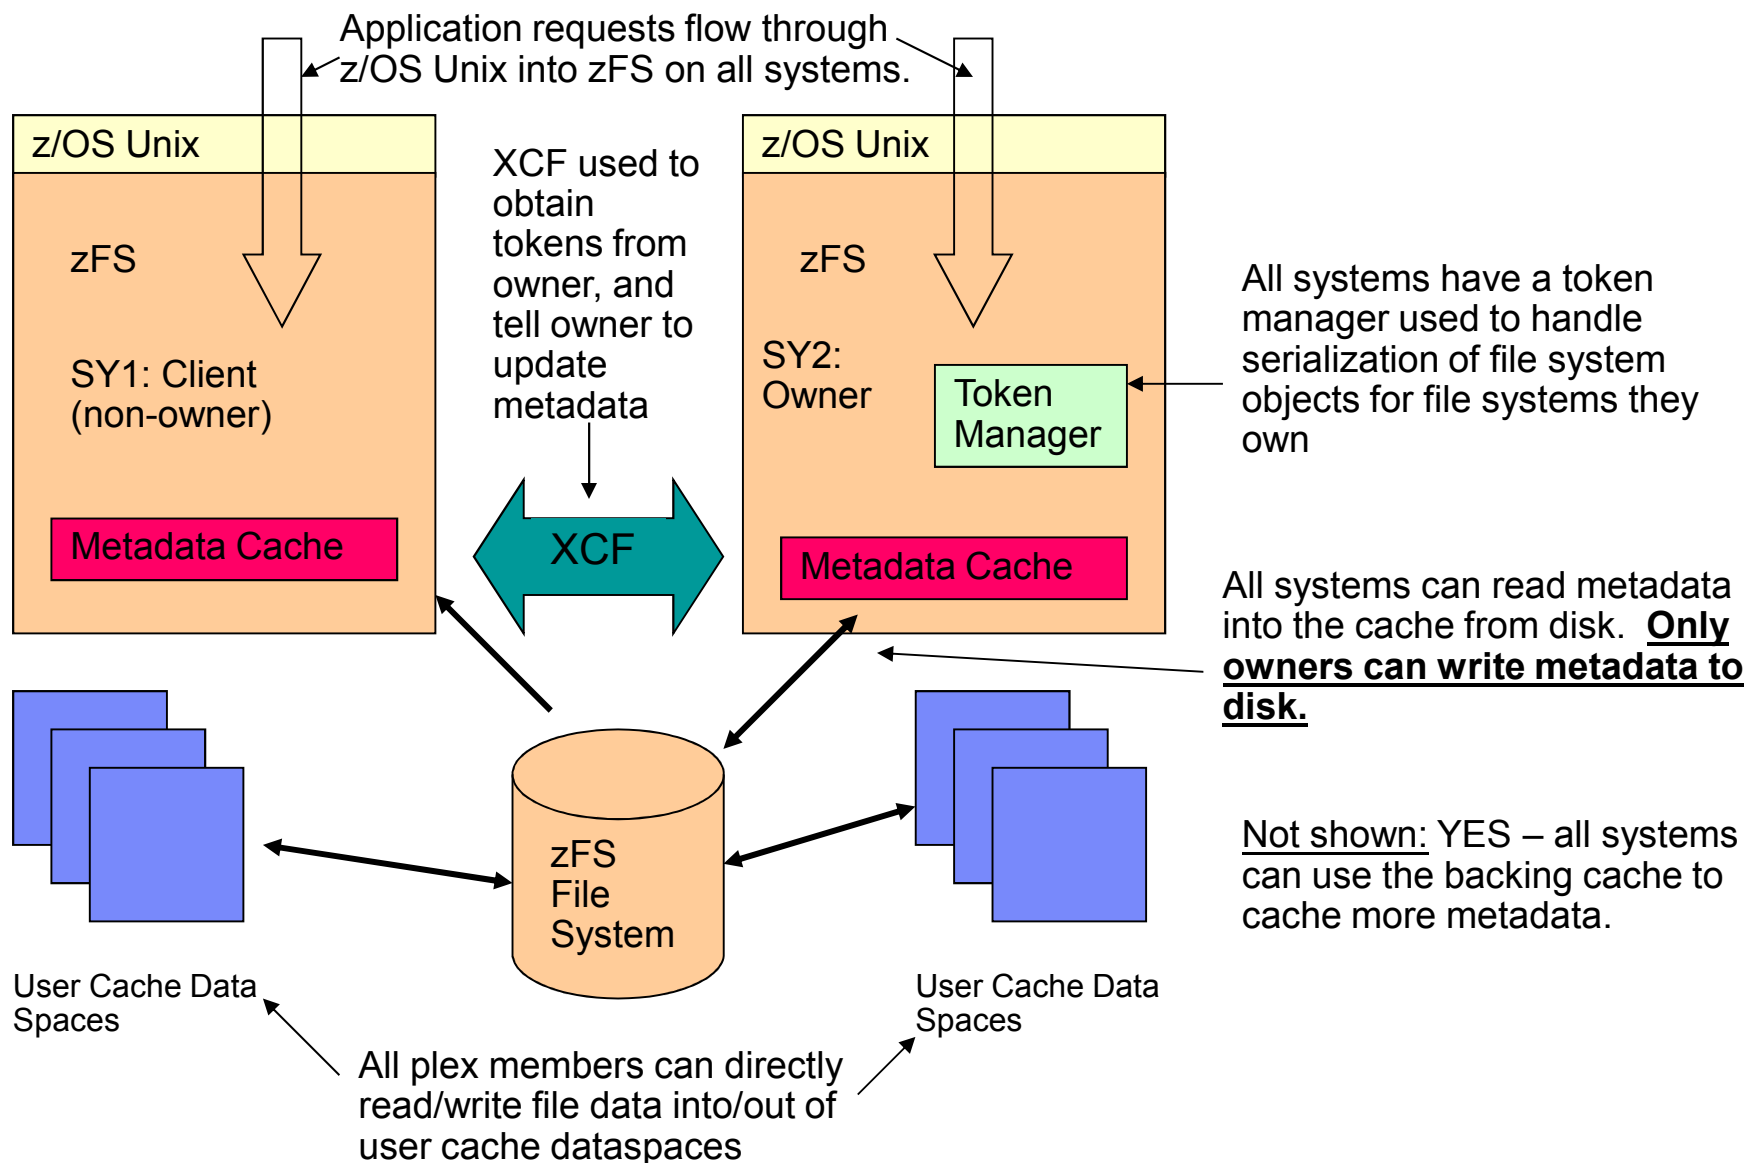 Application requests flow through
z/OS Unix into zFS on all systems.
z/OS Unix
zFS
SY1: Client
(non-owner)
Metadata Cache
XCF used to
obtain
tokens from
owner, and
tell owner to
update
metadata
XCF
z/OS Unix
zFS
SY2:
Owner
Token
Manager
Metadata Cache
All systems have a token
manager used to handle
serialization of file system
objects for file systems they
own
All systems can read metadata
into the cache from disk. Only
owners can write metadata to
disk.
Not shown: YES – all systems
can use the backing cache to
cache more metadata.
zFS
File
System
User Cache Data
Spaces
User Cache Data
Spaces
All plex members can directly
read/write file data into/out of
user cache dataspaces